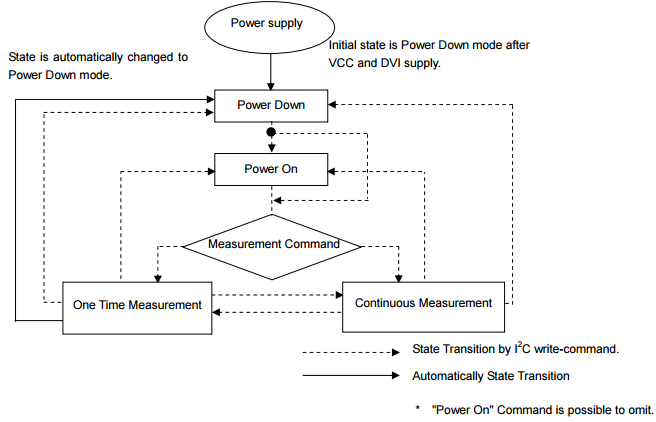 Power supply
State is automatically changed to
Power Down mode.
Initial state is Power Down mode after
VCC and DVI supply.
Power Down
Power On
Measurement Command
One Time Measurement
Continuous Measurement
State Transition by I²C write-command.
Automatically State Transition
* "Power On" Command is possible to omit.